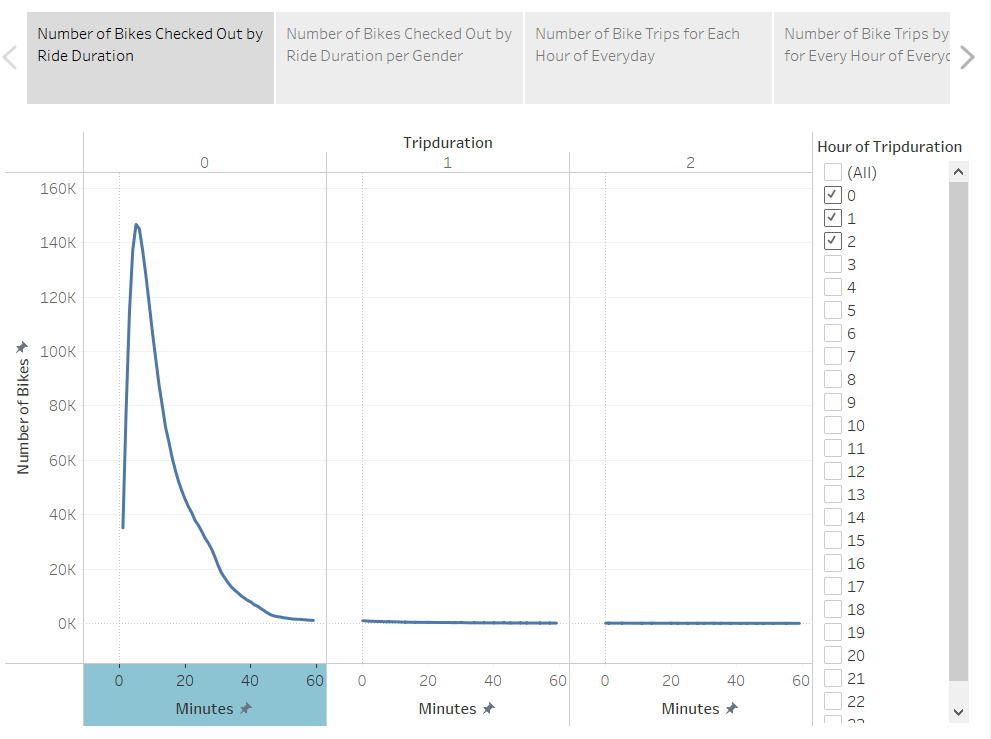 Number of Bikes Checked Out by
Ride Duration
Number of Bikes Checked Out by
Ride Duration per Gender
Number of Bike Trips for Each
Hour of Everyday
Number of Bike Trips by
for Every Hour of Everyd
Tripduration
0
1
2
160K
140K
120K
100K
80K
60K
40K
20K
0K
Number of Bikes
0 20 40 60
0 20 40 60
0 20 40 60
Minutes
Minutes
Minutes
Hour of Tripduration
(All)
0
1
2
3
4
5
6
7
8
9
10
11
12
13
14
15
16
17
18
19
20
21
22